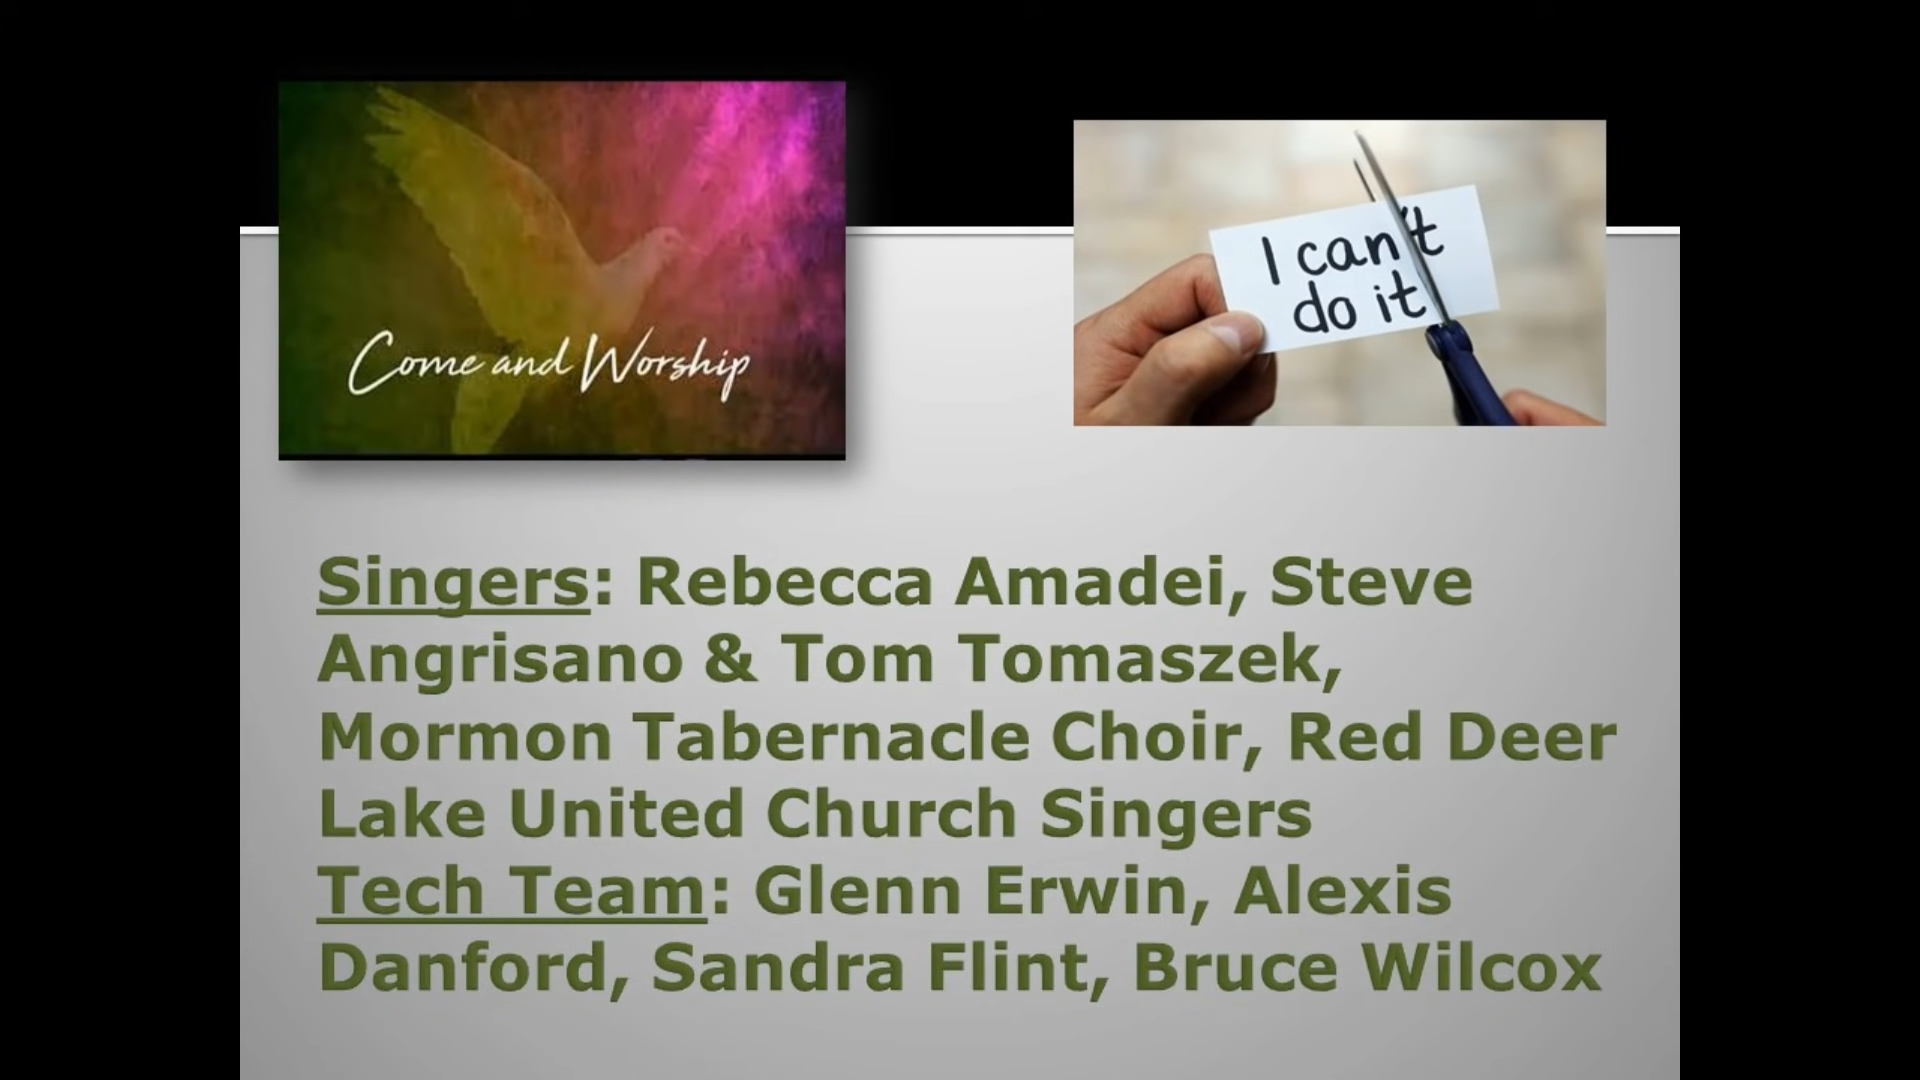 Come and Worship
I can't
do it
Singers: Rebecca Amadei, Steve
Angrisano & Tom Tomaszek,
Mormon Tabernacle Choir, Red Deer
Lake United Church Singers
Tech Team: Glenn Erwin, Alexis
Danford, Sandra Flint, Bruce Wilcox